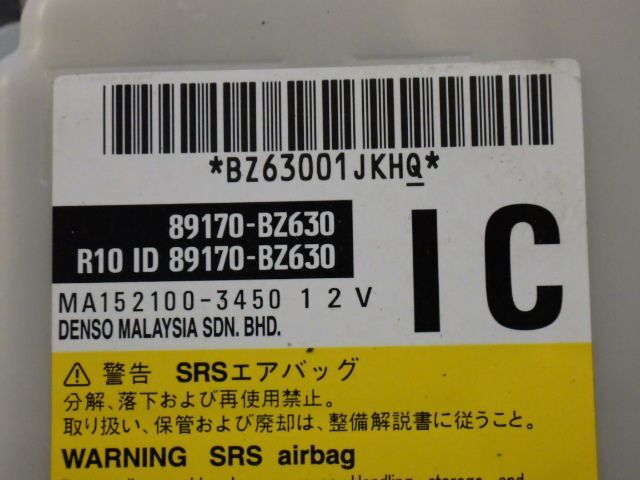 *BZ63001JKHQ*
89170-BZ630
R10 ID 89170-BZ630
IC
MA152100-3450 12V
DENSO MALAYSIA SDN. BHD.
⚠ 警告 SRSエアバッグ
分解、落下および再使用禁止。
取り扱い、保管および廃却は、整備解説書に従うこと。
WARNING SRS airbag